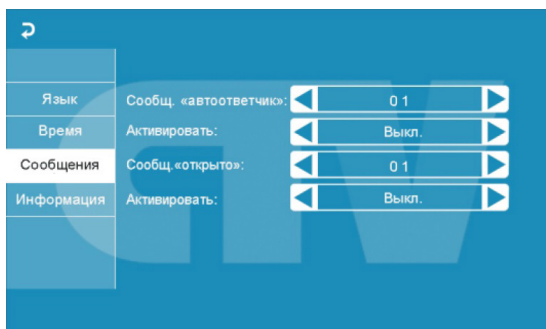 Язык
Время
Сообщения
Информация
Сообщ. «автоответчик»: 0 1
Активировать: Выкл.
Сообщ.«открыто»: 0 1
Активировать: Выкл.